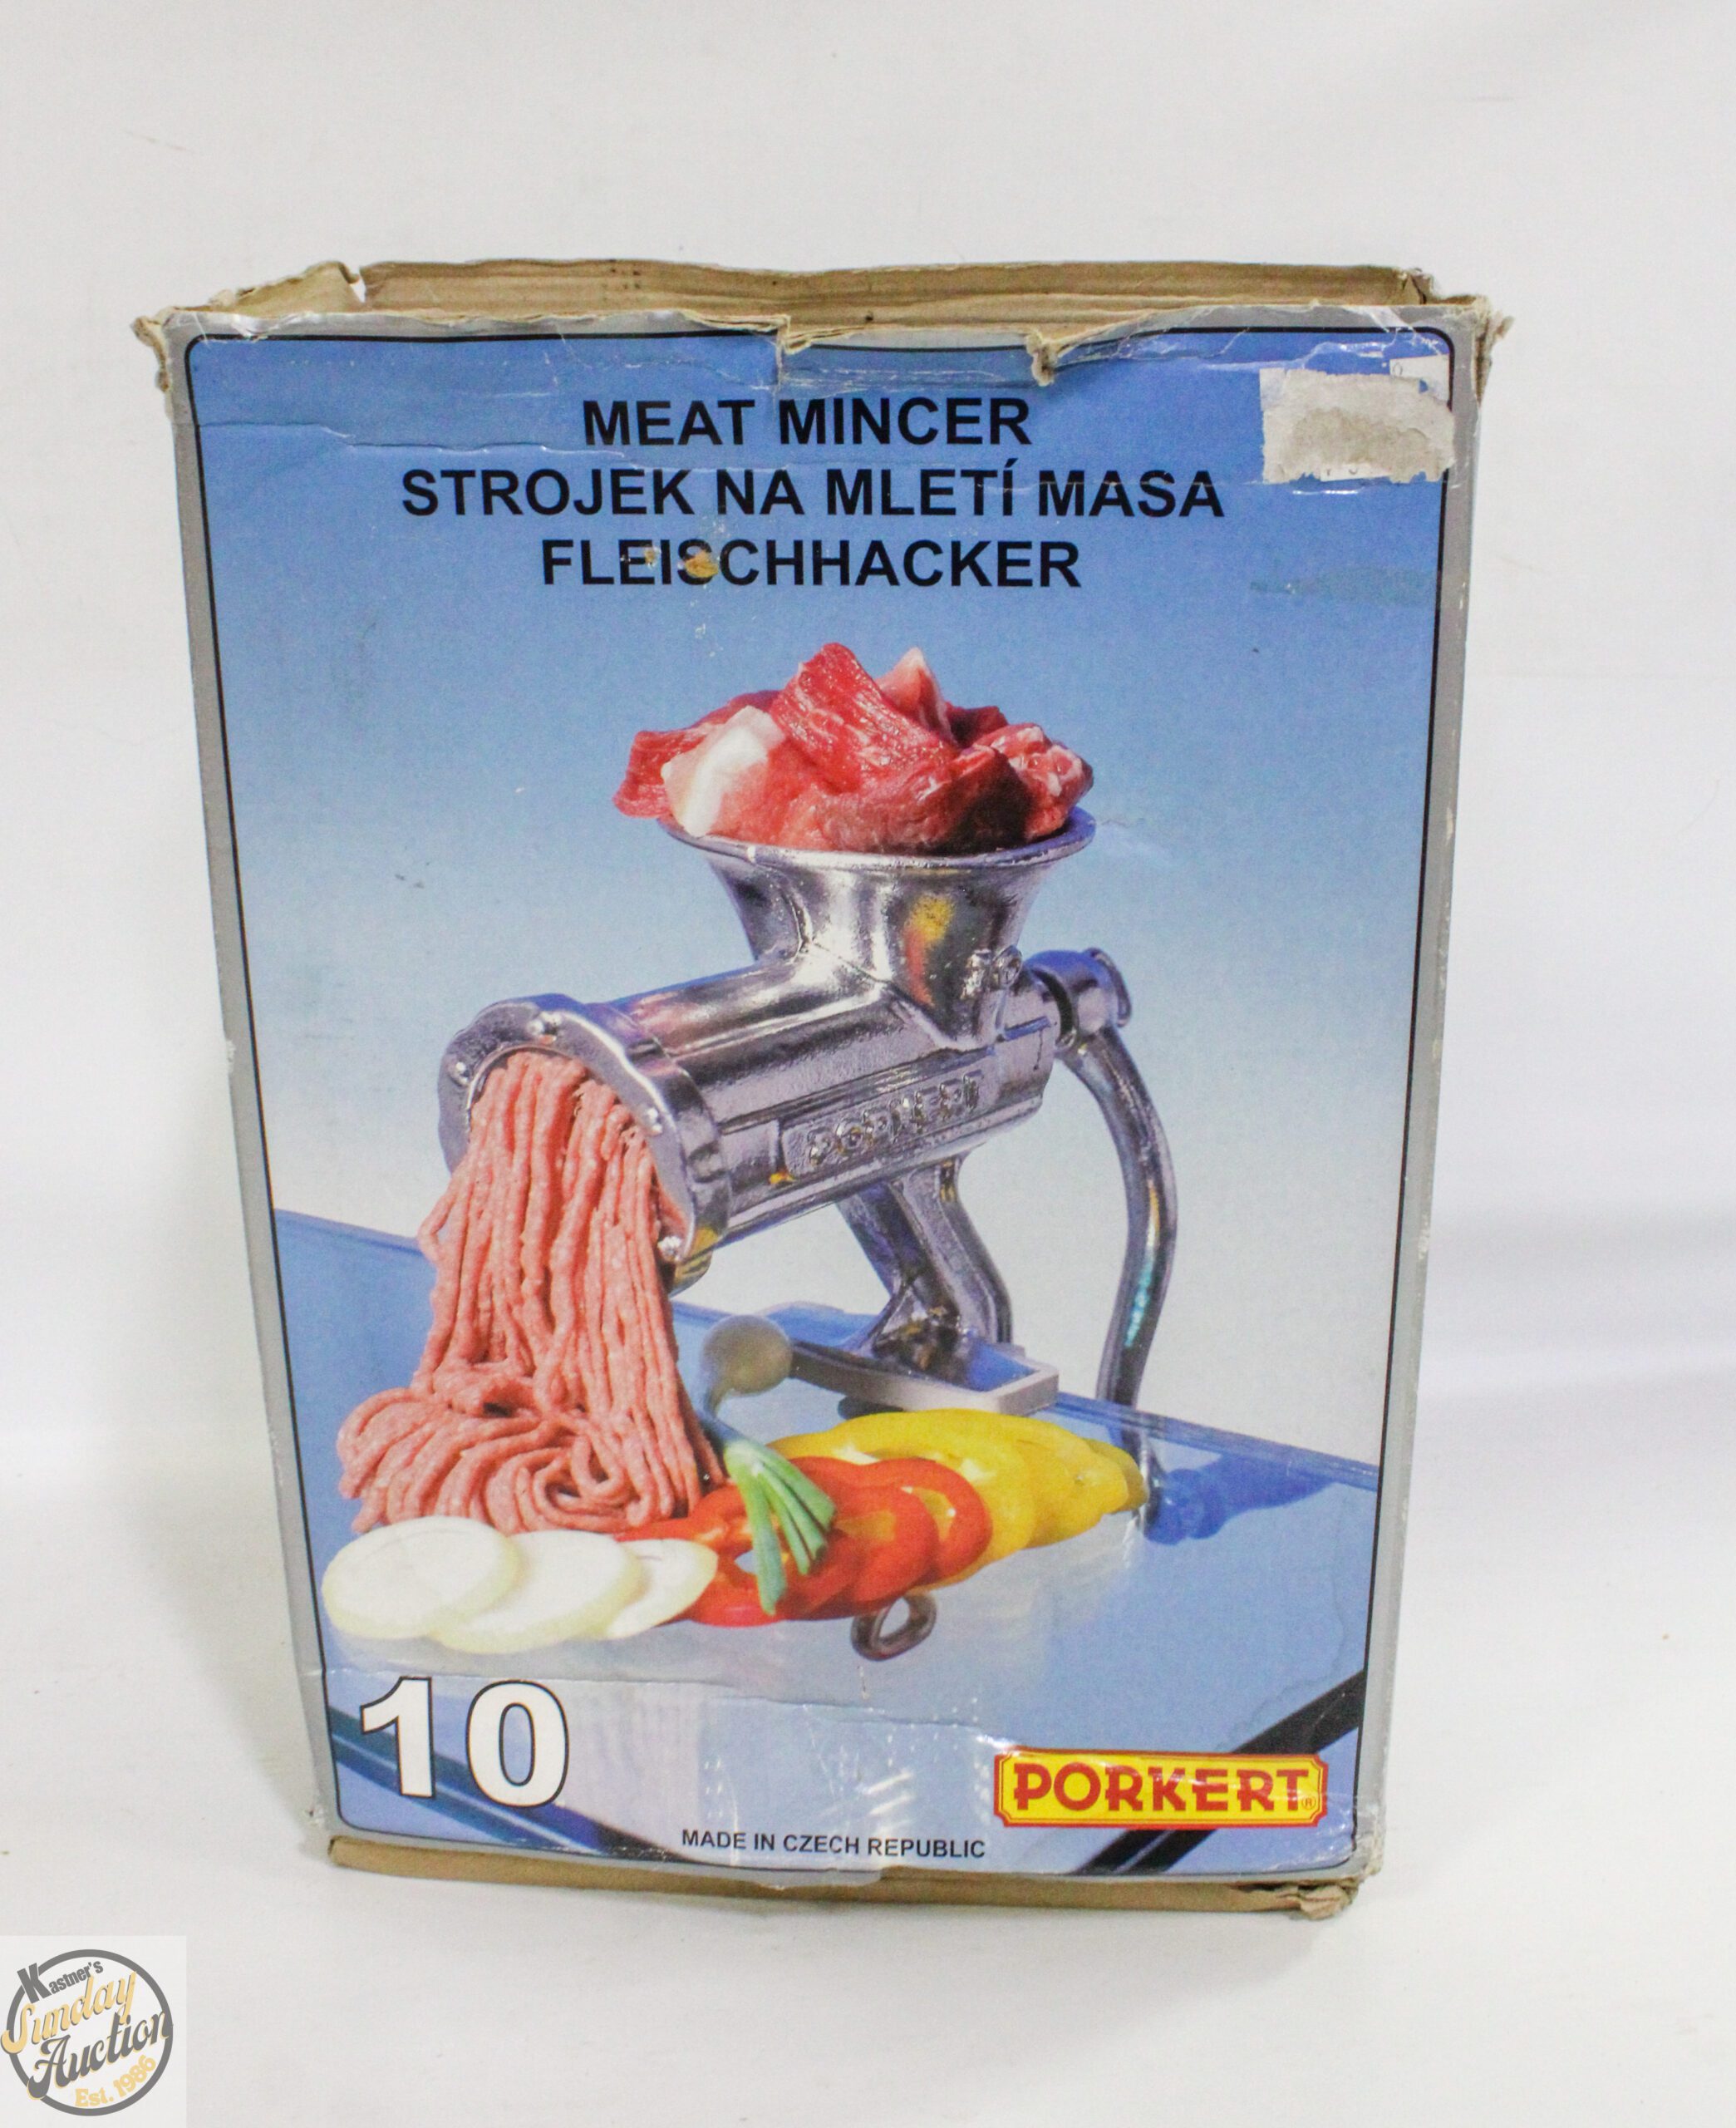 MEAT MINCER
STROJEK NA MLETÍ MASA
FLEISCHHACKER
10
PORKERT
10
PORKERT®
MADE IN CZECH REPUBLIC
Kastner's
Sunday
Auction
Est. 1986